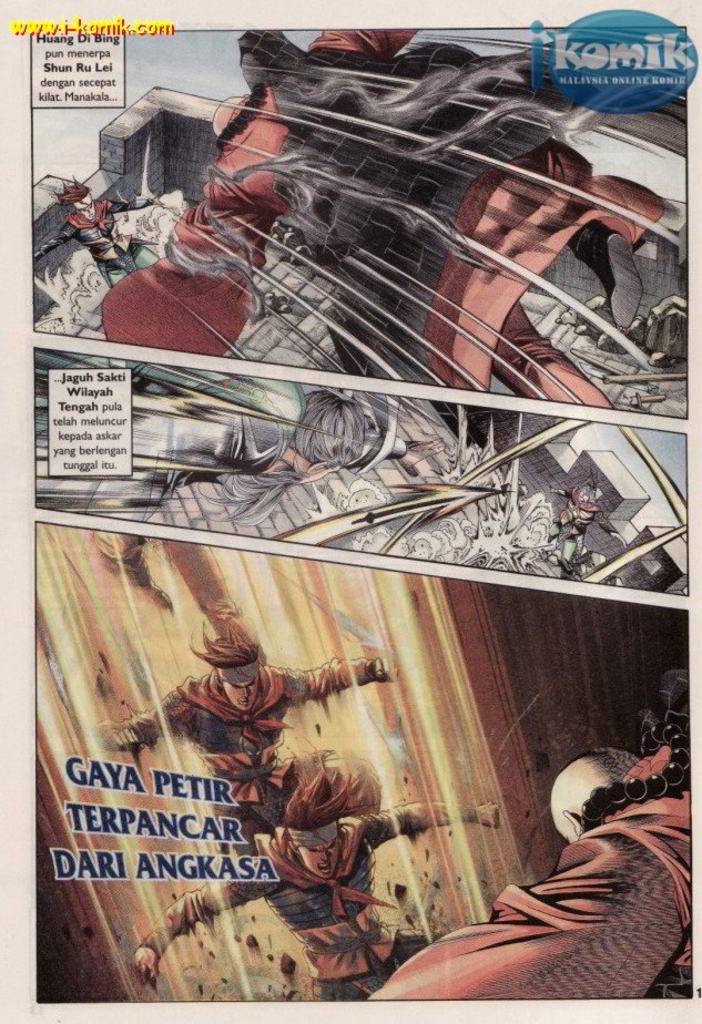 www.i-komik.com
ikomik
MALAYSIA ONLINE KOMIK
Huang Di Bing
pun menerpa
Shun Ru Lei
dengan secepat
kilat. Manakala...
...Jaguh Sakti
Wilayah
Tengah pula
telah meluncur
kepada askar
yang berlengan
tunggal itu.
GAYA PETIR
TERPANCAR
DARI ANGKASA